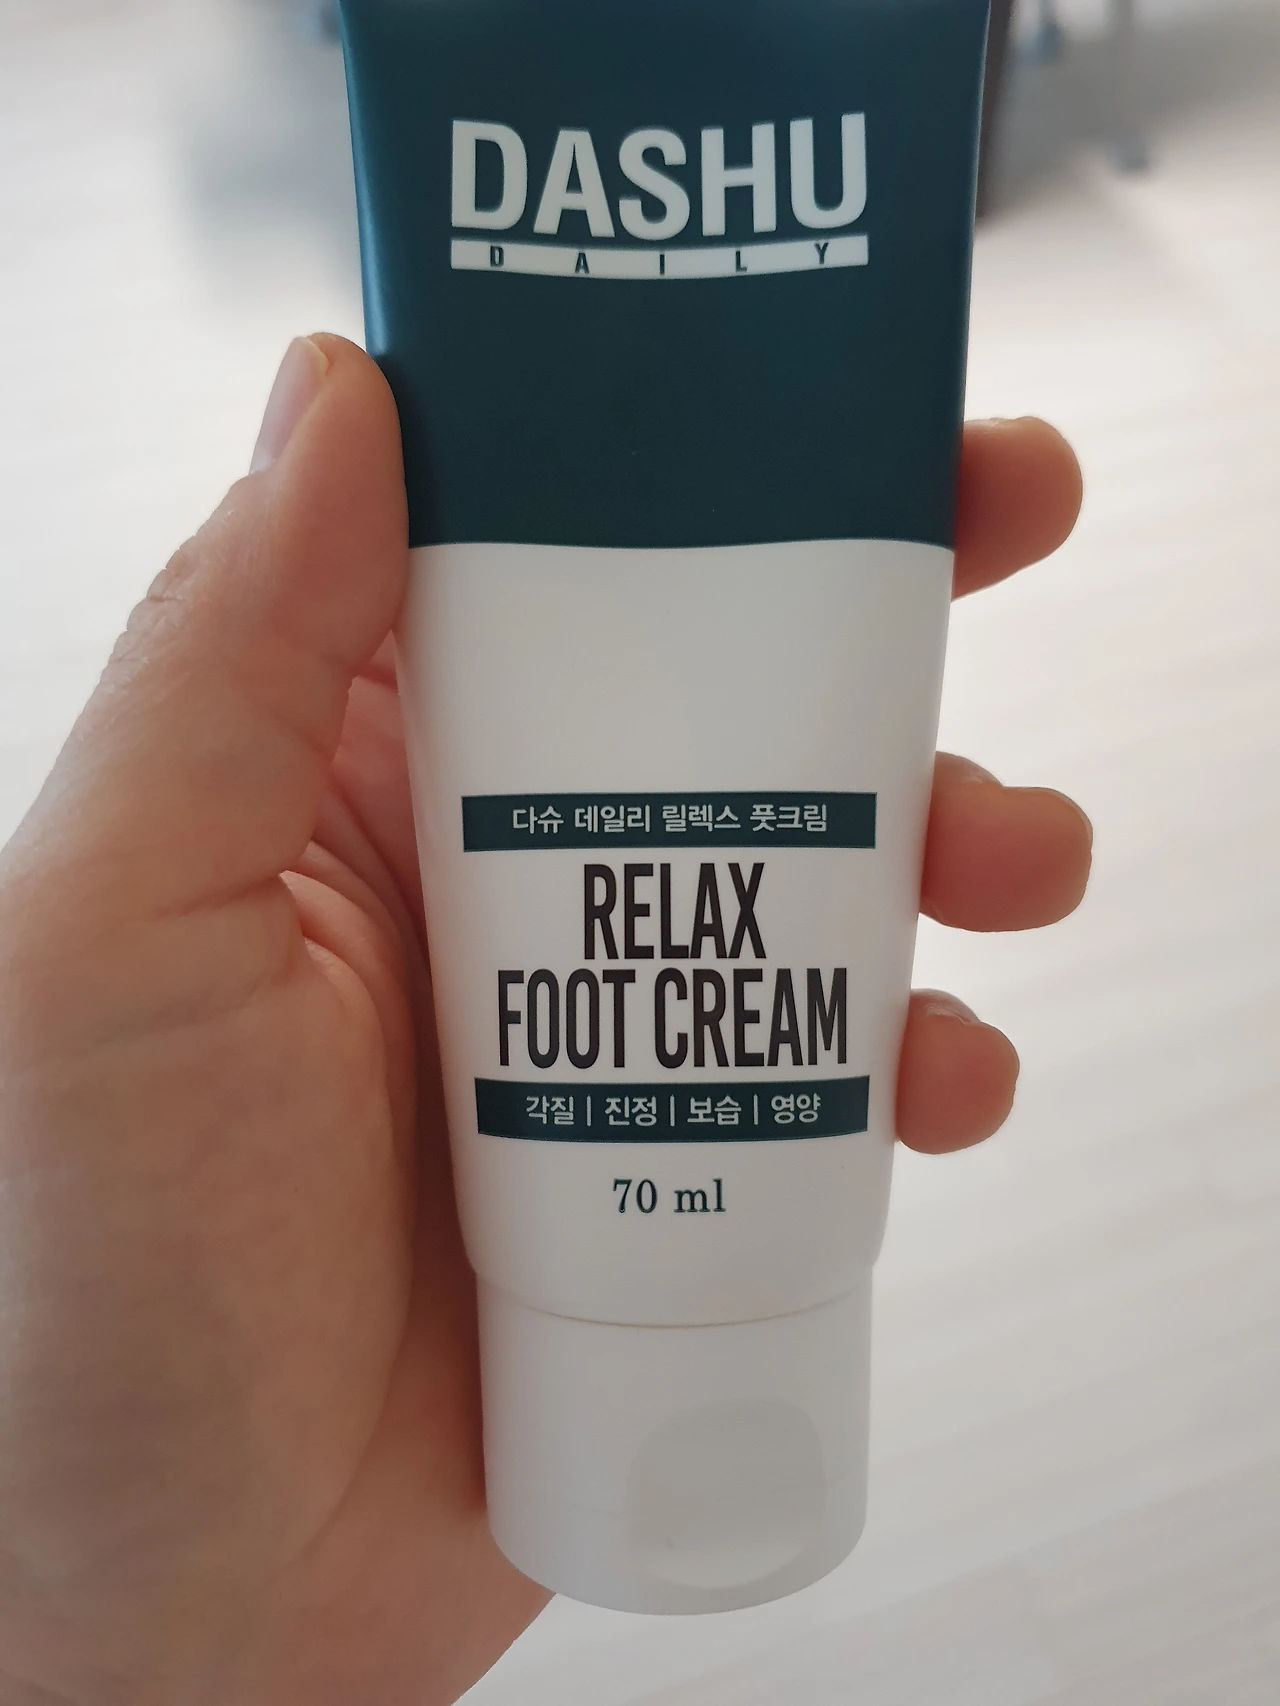 DASHU
DAILY
다슈 데일리 릴렉스 풋크림
RELAX
FOOT CREAM
각질 | 진정 | 보습 | 영양
70 ml